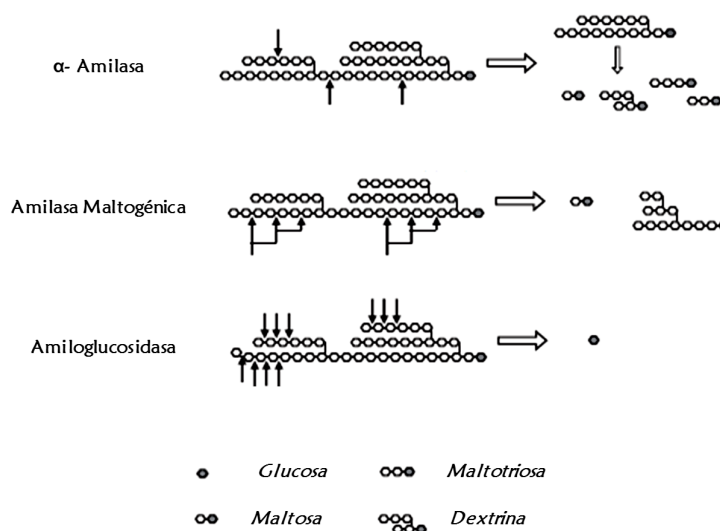 α- Amilasa
Amilasa Maltogénica
Amiloglucosidasa
Glucosa
Maltotriosa
Maltosa
Dextrina